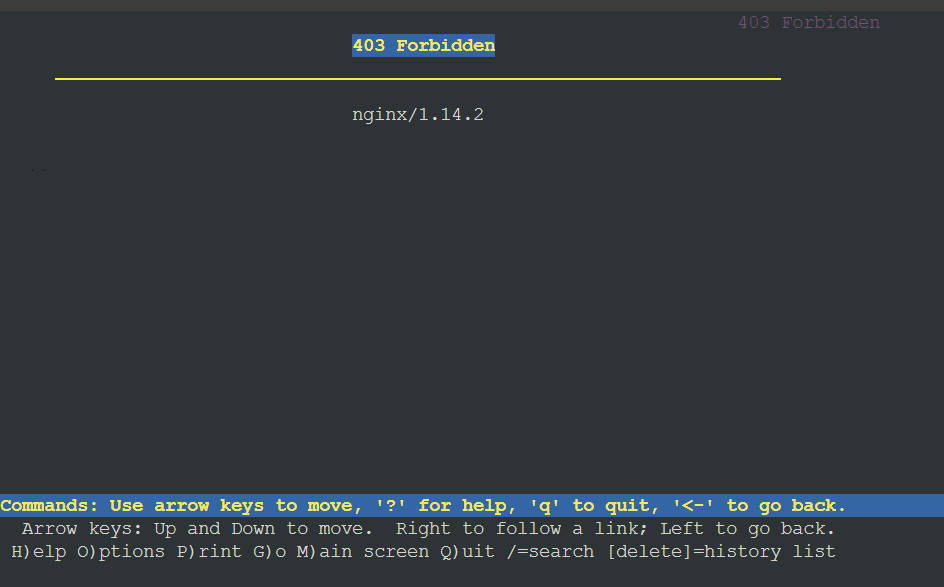 403 Forbidden
403 Forbidden
nginx/1.14.2
Commands: Use arrow keys to move, '?' for help, 'q' to quit, '<-' to go back.
Arrow keys: Up and Down to move.  Right to follow a link; Left to go back.
H)elp O)ptions P)rint G)o M)ain screen Q)uit /=search [delete]=history list